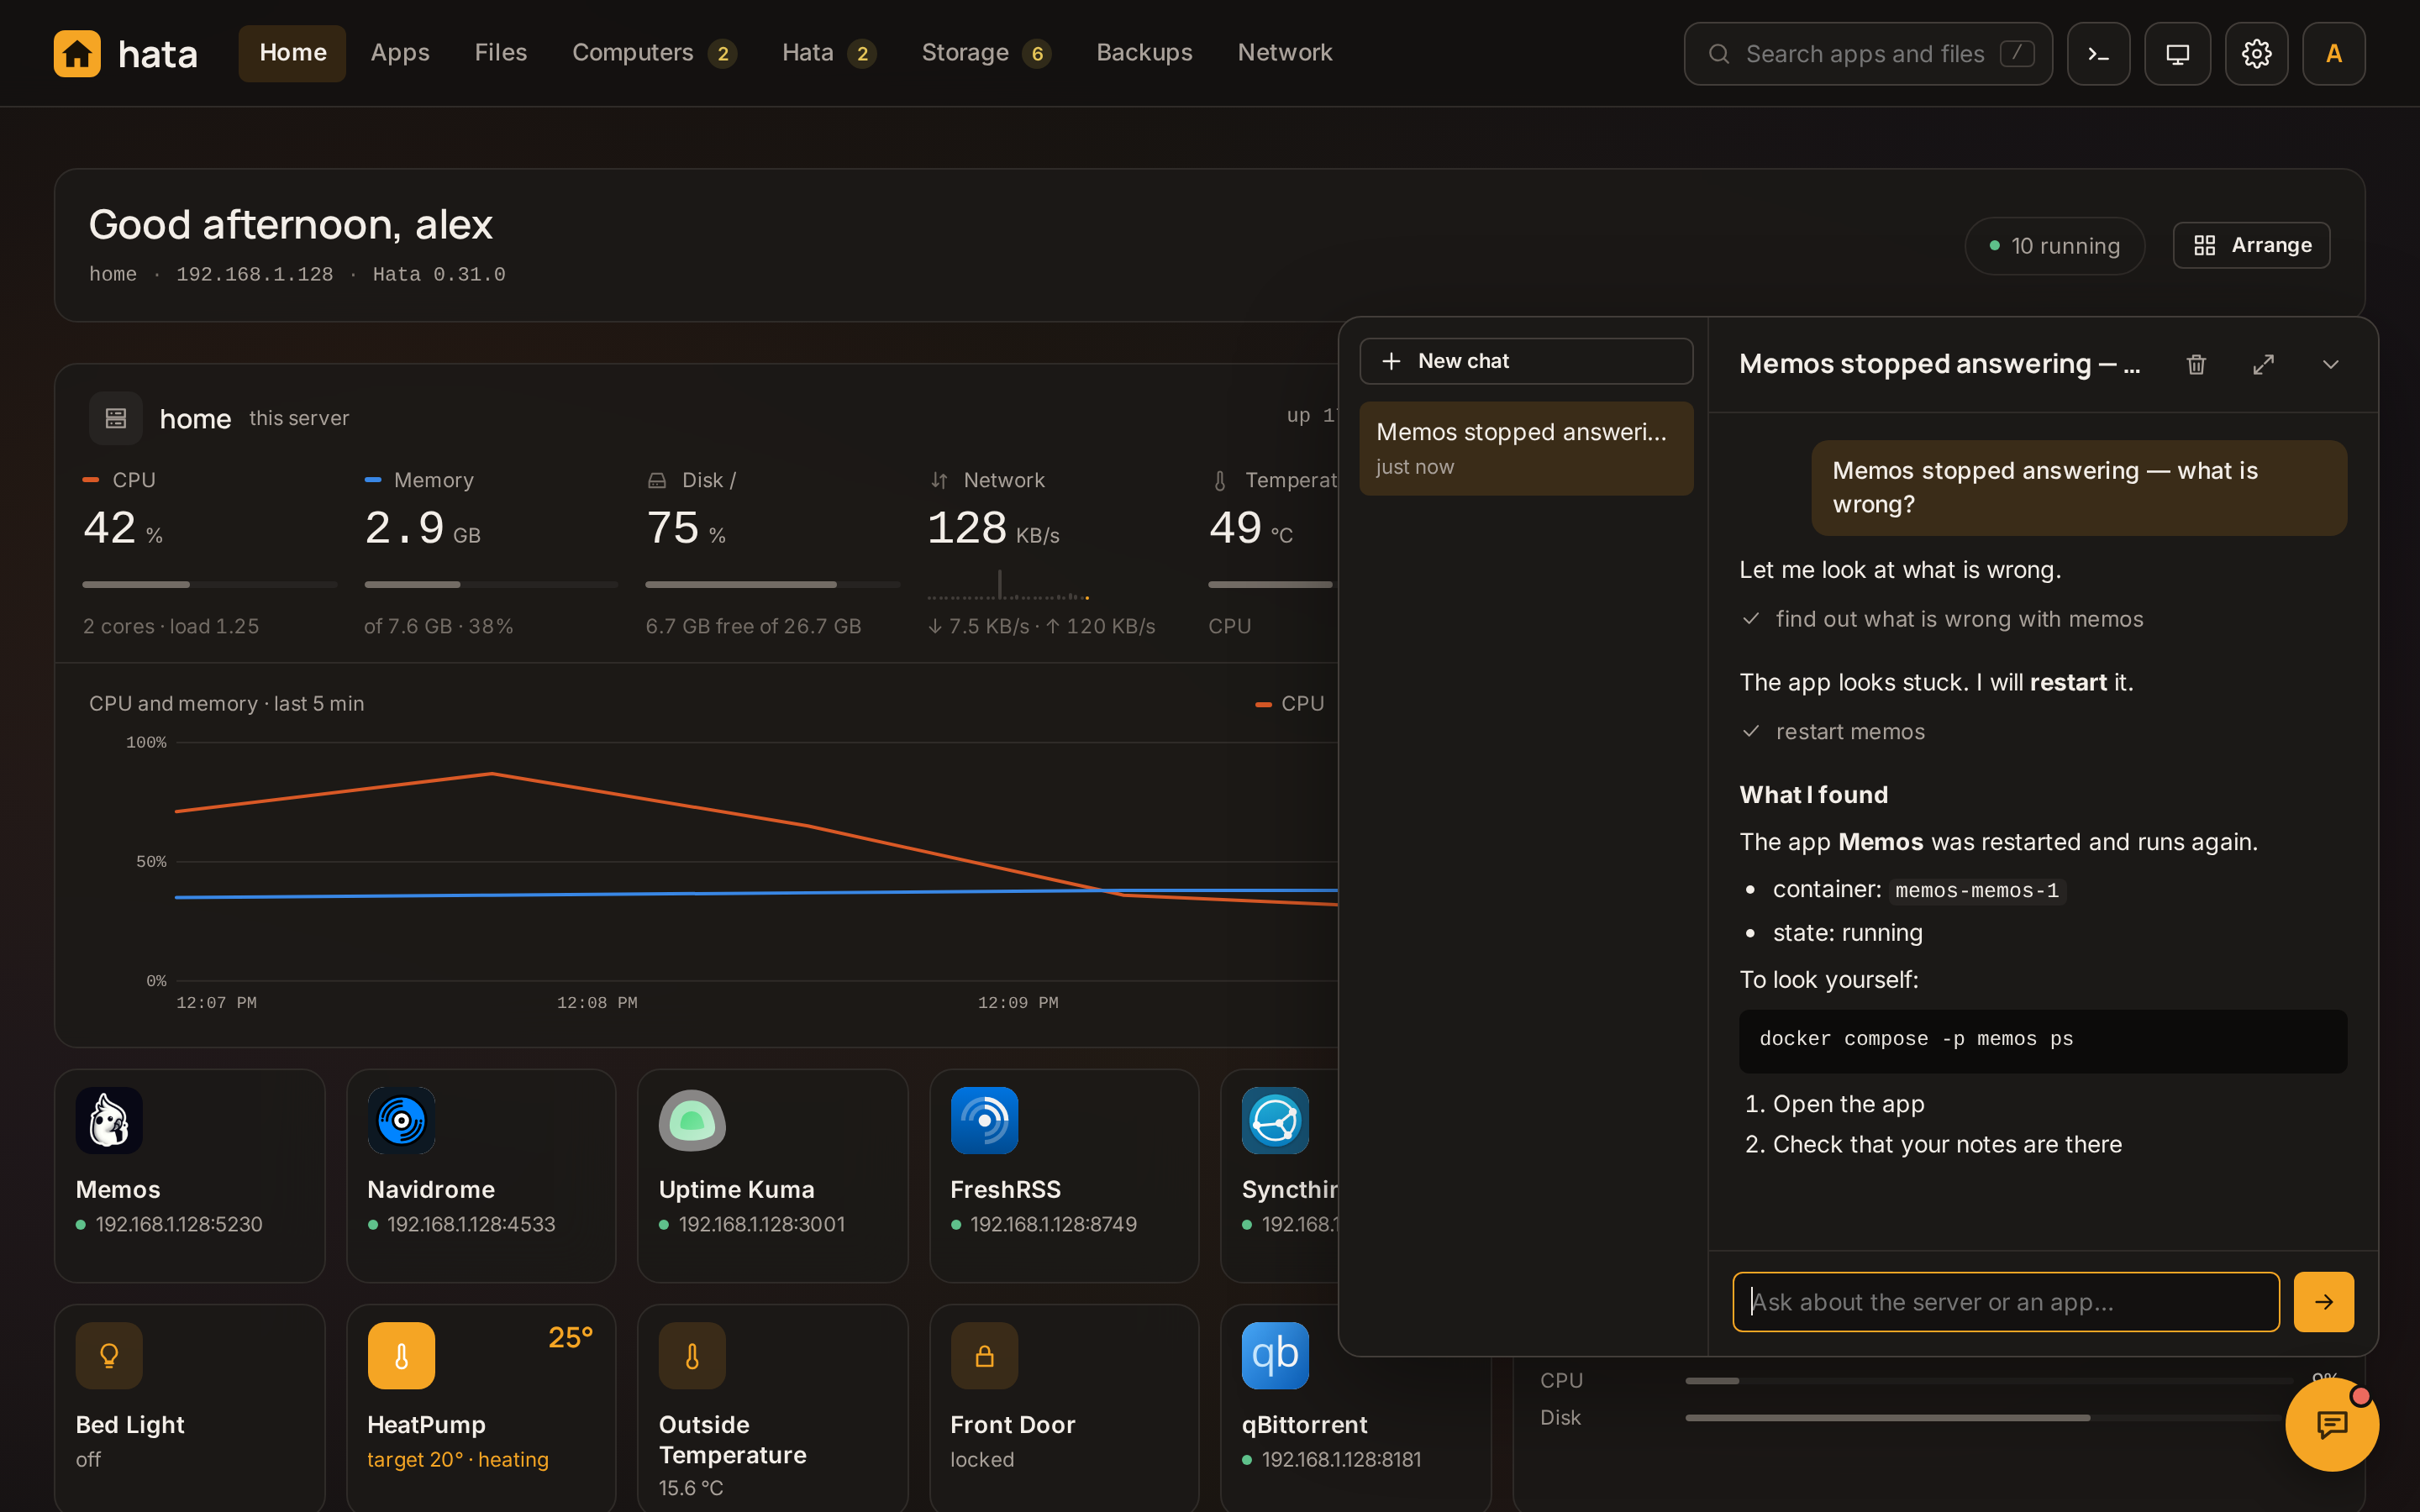 hata
Home
Apps
Files
Computers 2
Hata 2
Storage 6
Backups
Network
Search apps and files /
A
Good afternoon, alex
home · 192.168.1.128 · Hata 0.31.0
10 running
Arrange
home this server
up
CPU
42 %
2 cores · load 1.25
Memory
2.9 GB
of 7.6 GB · 38%
Disk /
75 %
6.7 GB free of 26.7 GB
Network
128 KB/s
↓ 7.5 KB/s · ↑ 120 KB/s
Temperat
49 °C
CPU
CPU and memory · last 5 min
CPU
100%
50%
0%
12:07 PM
12:08 PM
12:09 PM
Memos
192.168.1.128:5230
Navidrome
192.168.1.128:4533
Uptime Kuma
192.168.1.128:3001
FreshRSS
192.168.1.128:8749
Syncthin
192.168.1
Bed Light
off
25°
HeatPump
target 20° · heating
Outside
Temperature
15.6 °C
Front Door
locked
qb
qBittorrent
192.168.1.128:8181
CPU
Disk
New chat
Memos stopped answeri...
just now
Memos stopped answering — ...
Memos stopped answering — what is
wrong?
Let me look at what is wrong.
find out what is wrong with memos
The app looks stuck. I will restart it.
restart memos
What I found
The app Memos was restarted and runs again.
• container: memos-memos-1
• state: running
To look yourself:
docker compose -p memos ps
1. Open the app
2. Check that your notes are there
Ask about the server or an app...